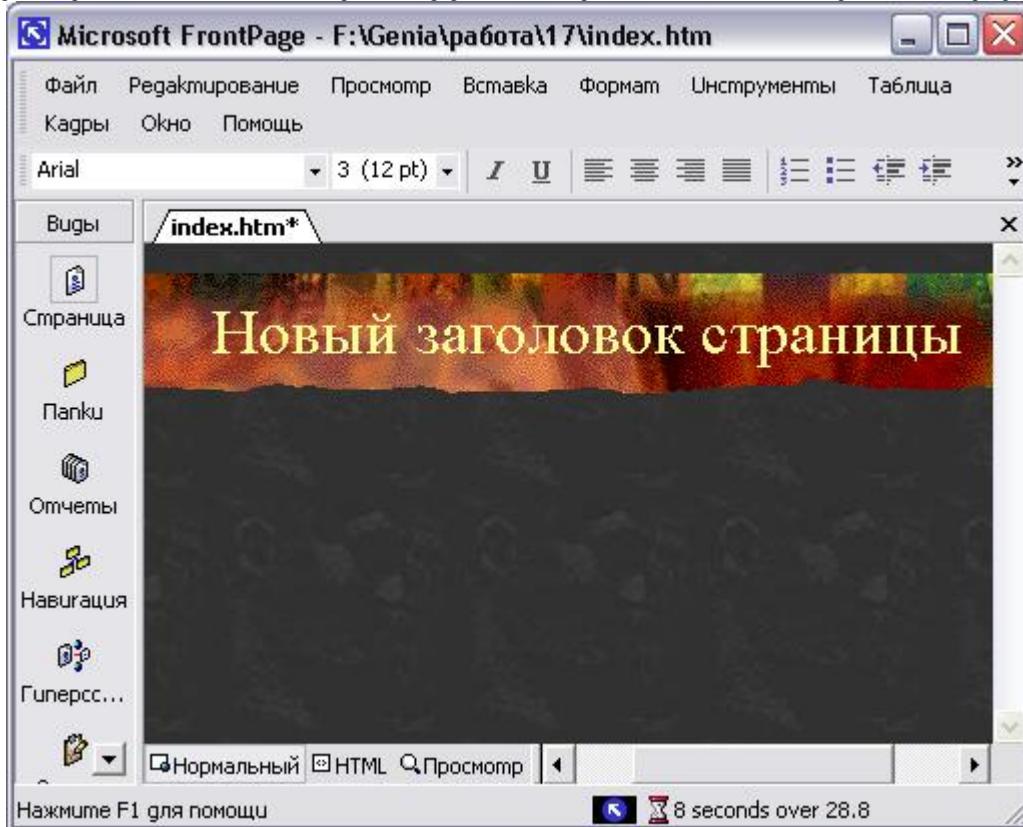 Microsoft FrontPage - F:\Genia\работа\17\index.htm
Файл Редактирование Просмотр Вставка Формат Инструменты Таблица
Кадры Окно Помощь
Arial 3 (12 pt) I U
Виды
index.htm*
Страница
Новый заголовок страницы
Папки
Отчеты
Навигация
Гиперсс...
Нормальный HTML Просмотр
Нажмите F1 для помощи 8 seconds over 28.8